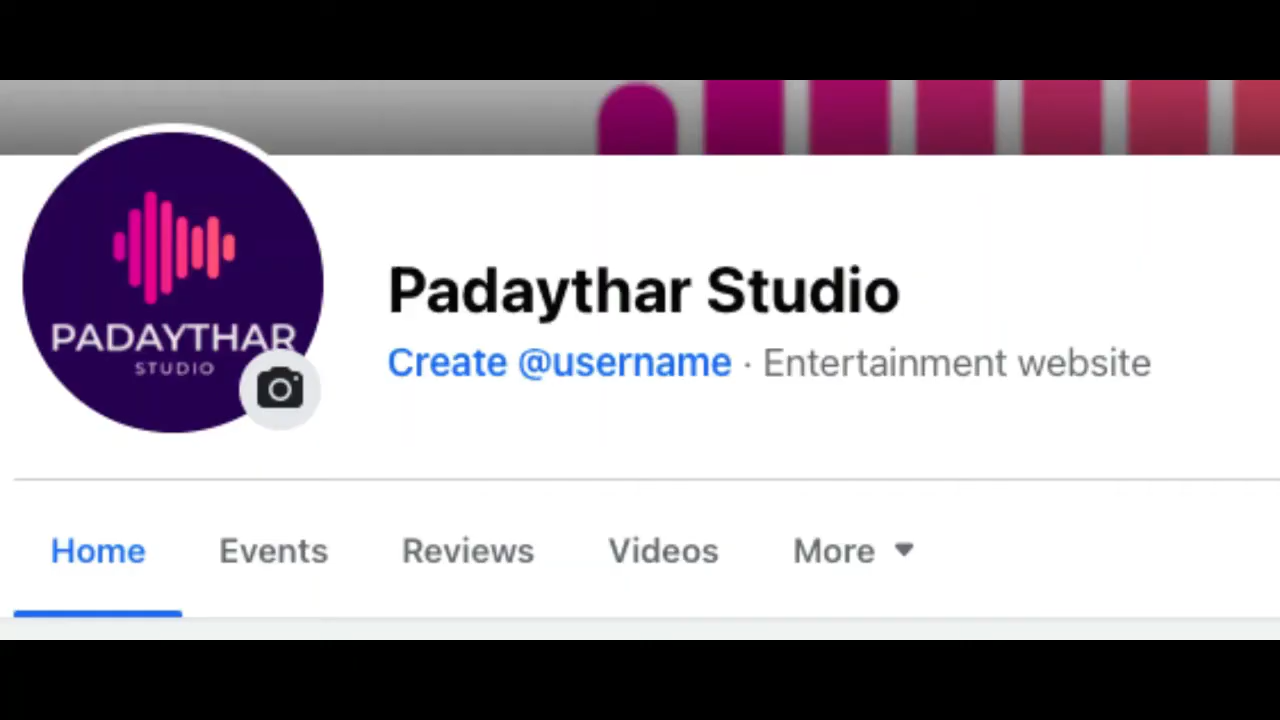 PADAYTHAR
STUDIO
Padaythar Studio
Create @username · Entertainment website
Home Events Reviews Videos More